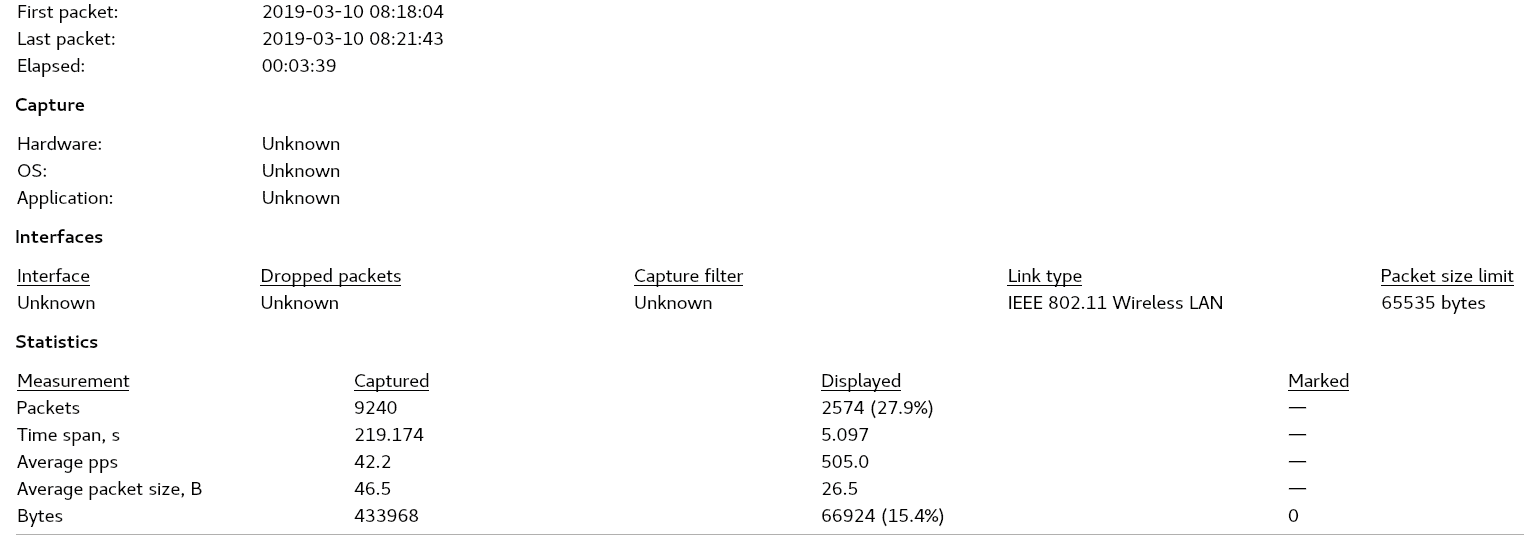 First packet: 2019-03-10 08:18:04
Last packet: 2019-03-10 08:21:43
Elapsed: 00:03:39
Capture
Hardware: Unknown
OS: Unknown
Application: Unknown
Interfaces
Interface Dropped packets Capture filter Link type Packet size limit
Unknown Unknown Unknown IEEE 802.11 Wireless LAN 65535 bytes
Statistics
Measurement Captured Displayed Marked
Packets 9240 2574 (27.9%) —
Time span, s 219.174 5.097 —
Average pps 42.2 505.0 —
Average packet size, B 46.5 26.5 —
Bytes 433968 66924 (15.4%) 0